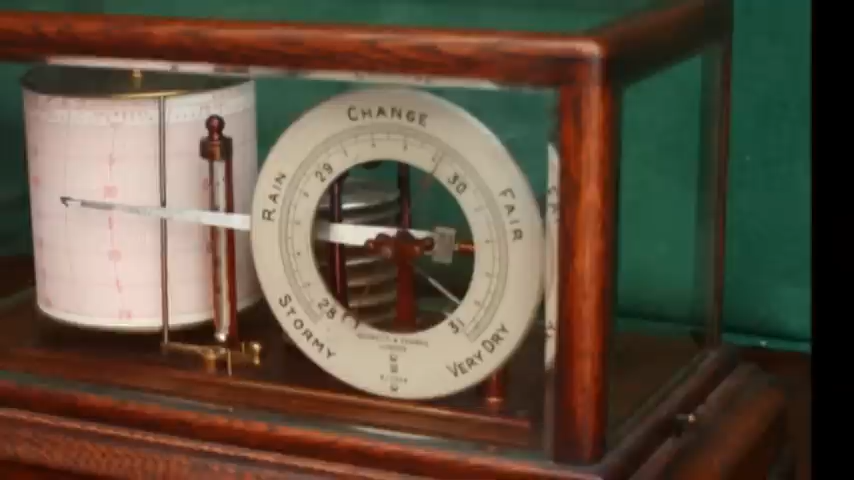 CHANGE
RAIN
FAIR
STORMY
VERY DRY
28
29
30
31